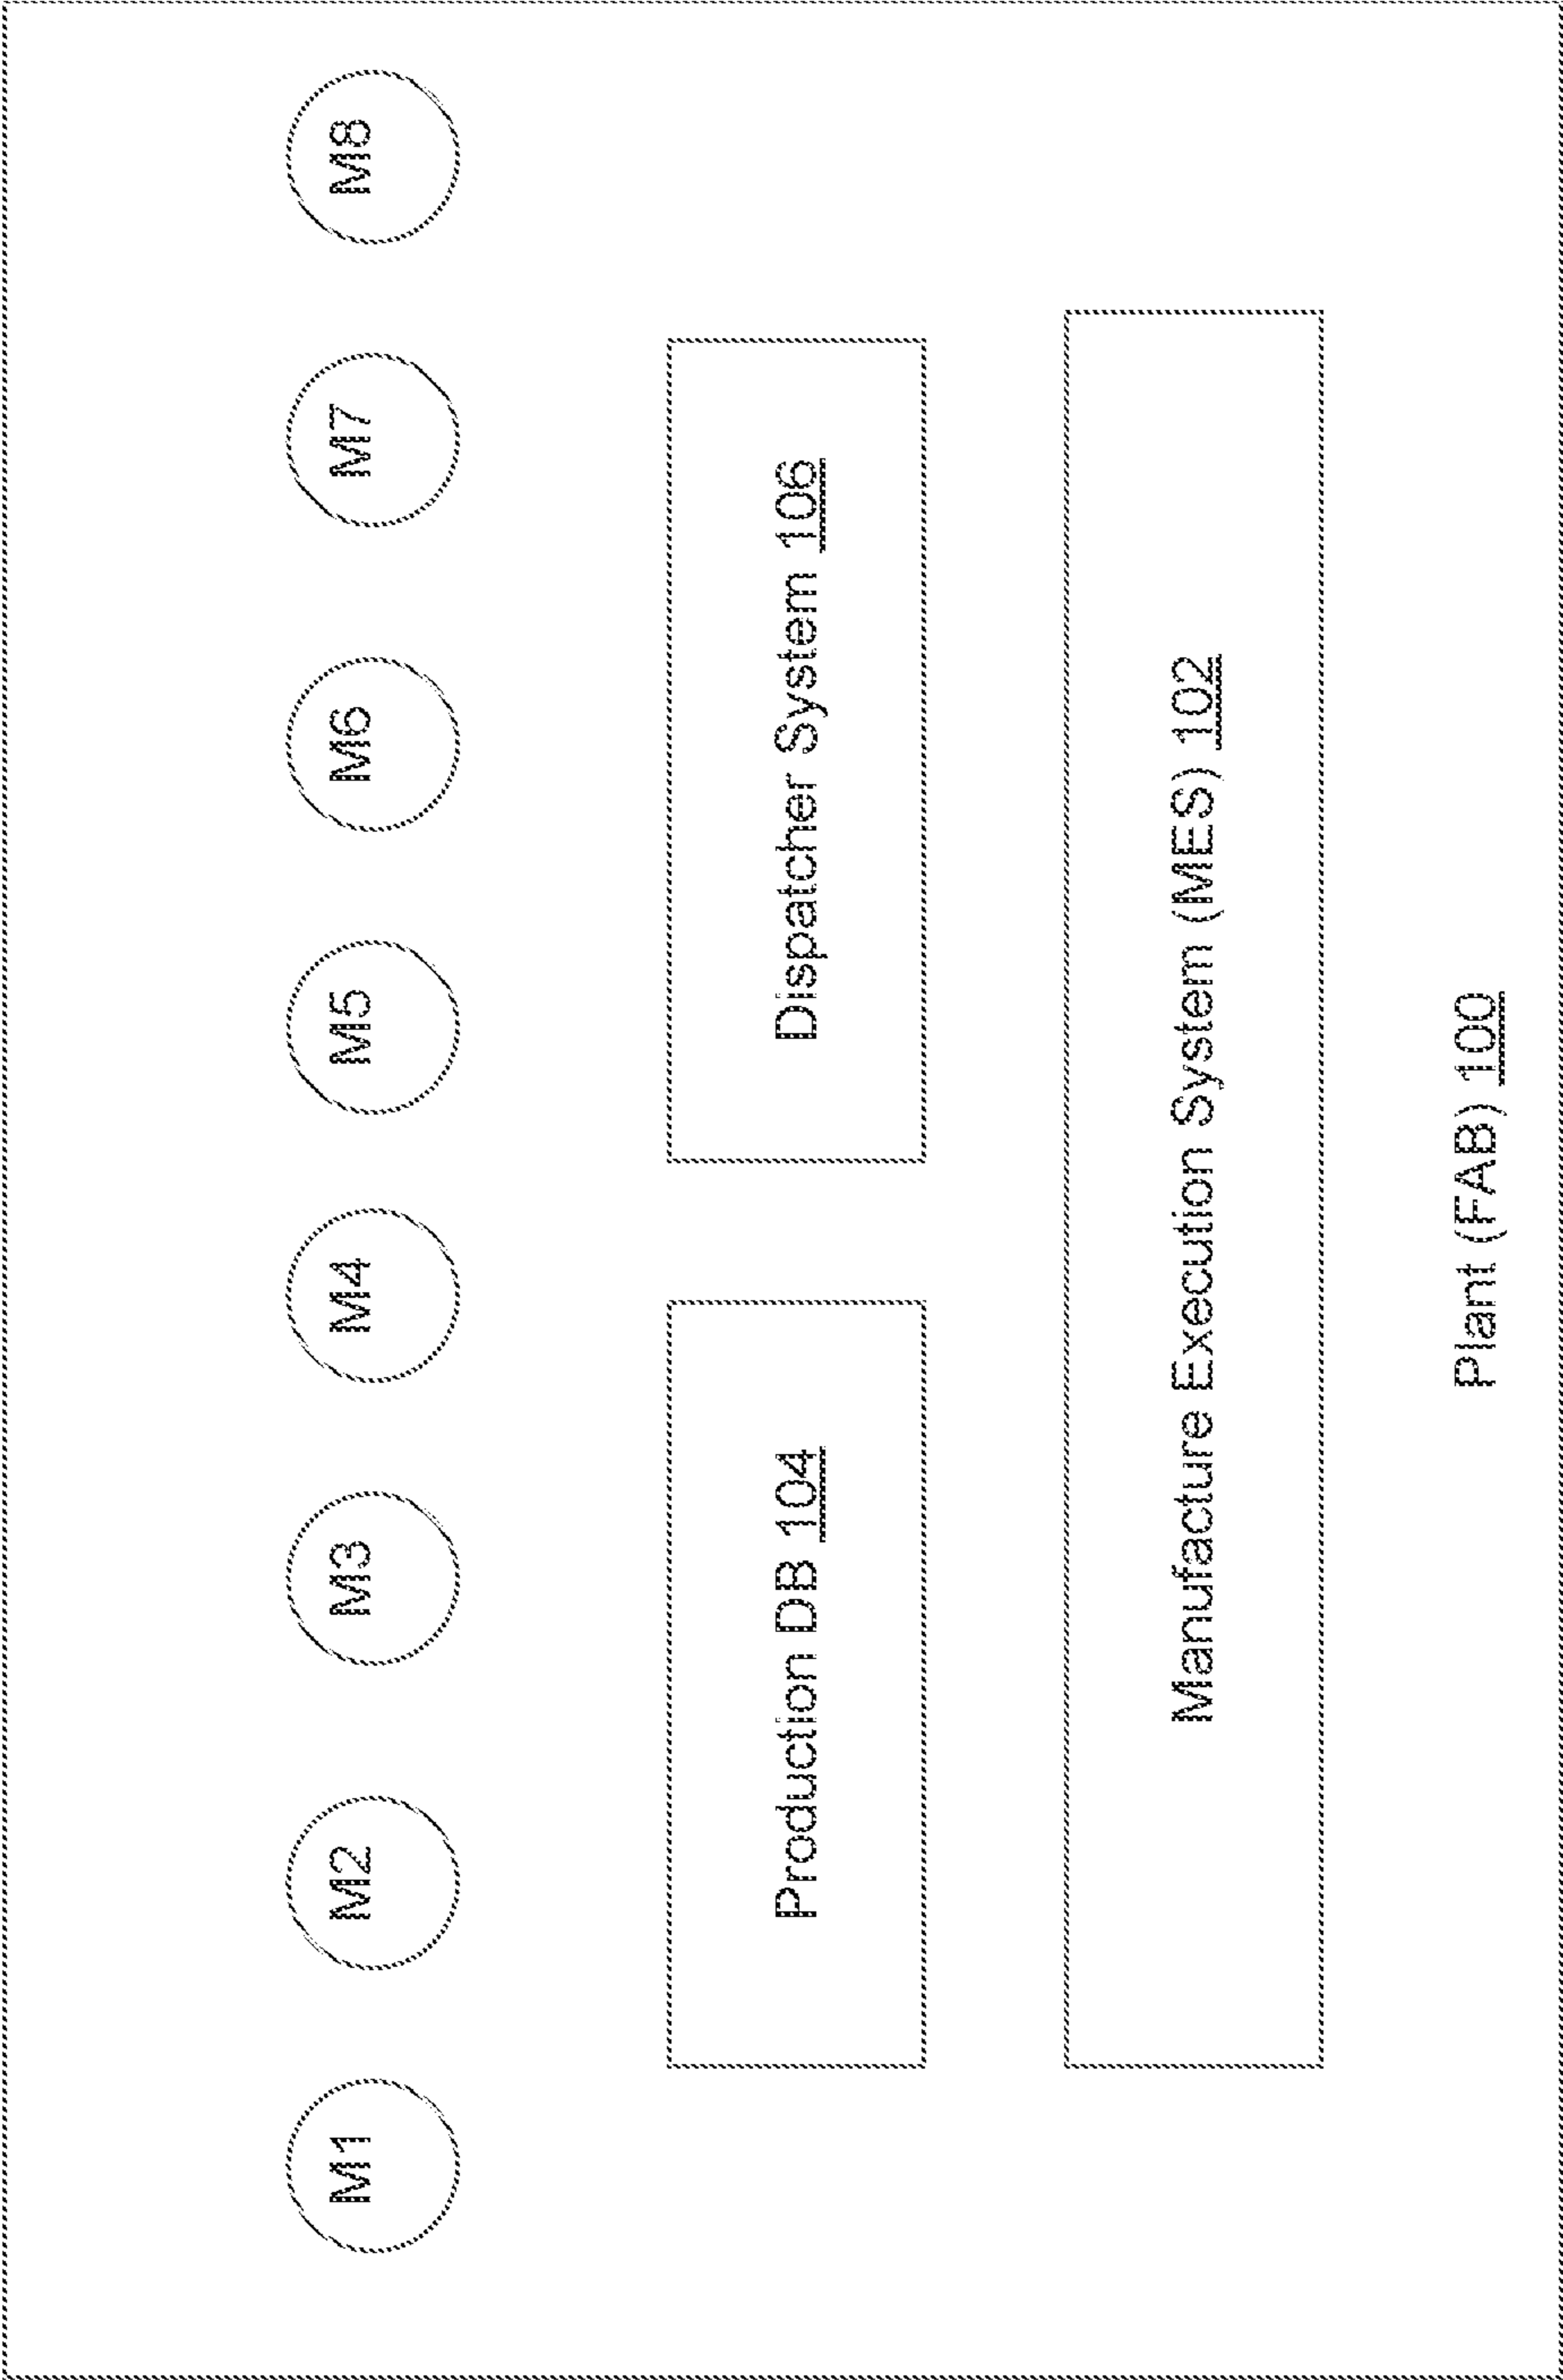 M1
M2
M3
M4
M5
M6
M7
M8
Production DB 104
Dispatcher System 106
Manufacture Execution System (MES) 102
Plant (FAB) 100